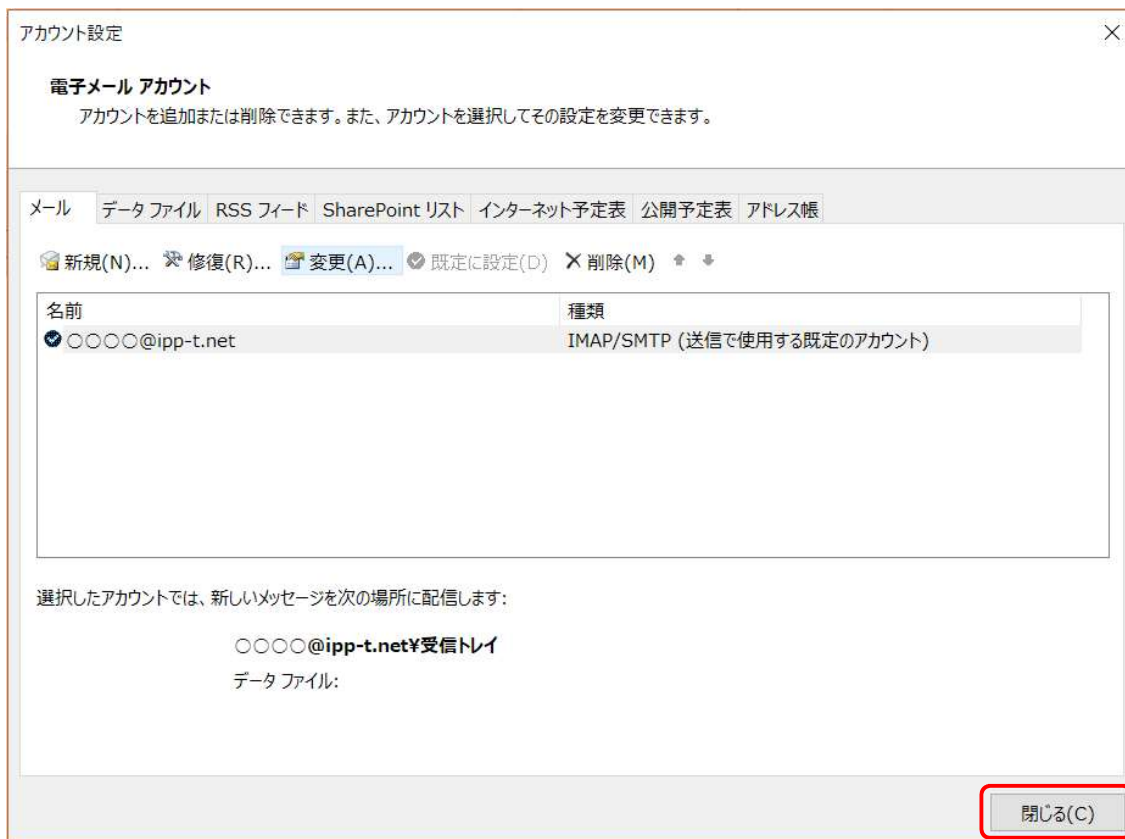 アカウント設定
電子メール アカウント
アカウントを追加または削除できます。また、アカウントを選択してその設定を変更できます。
メール データ ファイル RSS フィード SharePoint リスト インターネット予定表 公開予定表 アドレス帳
新規(N)... 修復(R)... 変更(A)... 既定に設定(D) 削除(M)
名前 種類
○○○○@ipp-t.net IMAP/SMTP (送信で使用する既定のアカウント)
選択したアカウントでは、新しいメッセージを次の場所に配信します:
○○○○@ipp-t.net¥受信トレイ
データ ファイル:
閉じる(C)